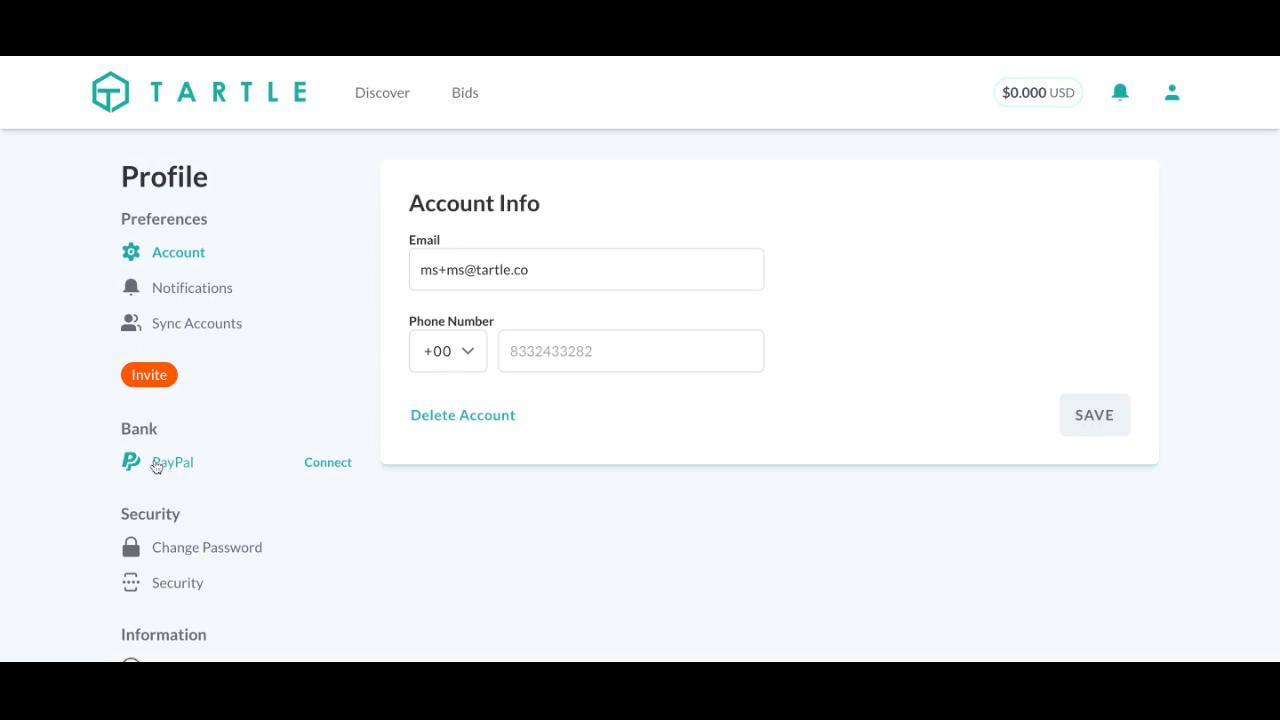 TARTLE
Discover
Bids
$0.000 USD
Profile
Preferences
Account
Notifications
Sync Accounts
Invite
Bank
PayPal
Connect
Security
Change Password
Security
Information
Account Info
Email
ms+ms@tartle.co
Phone Number
+00
8332433282
Delete Account
SAVE